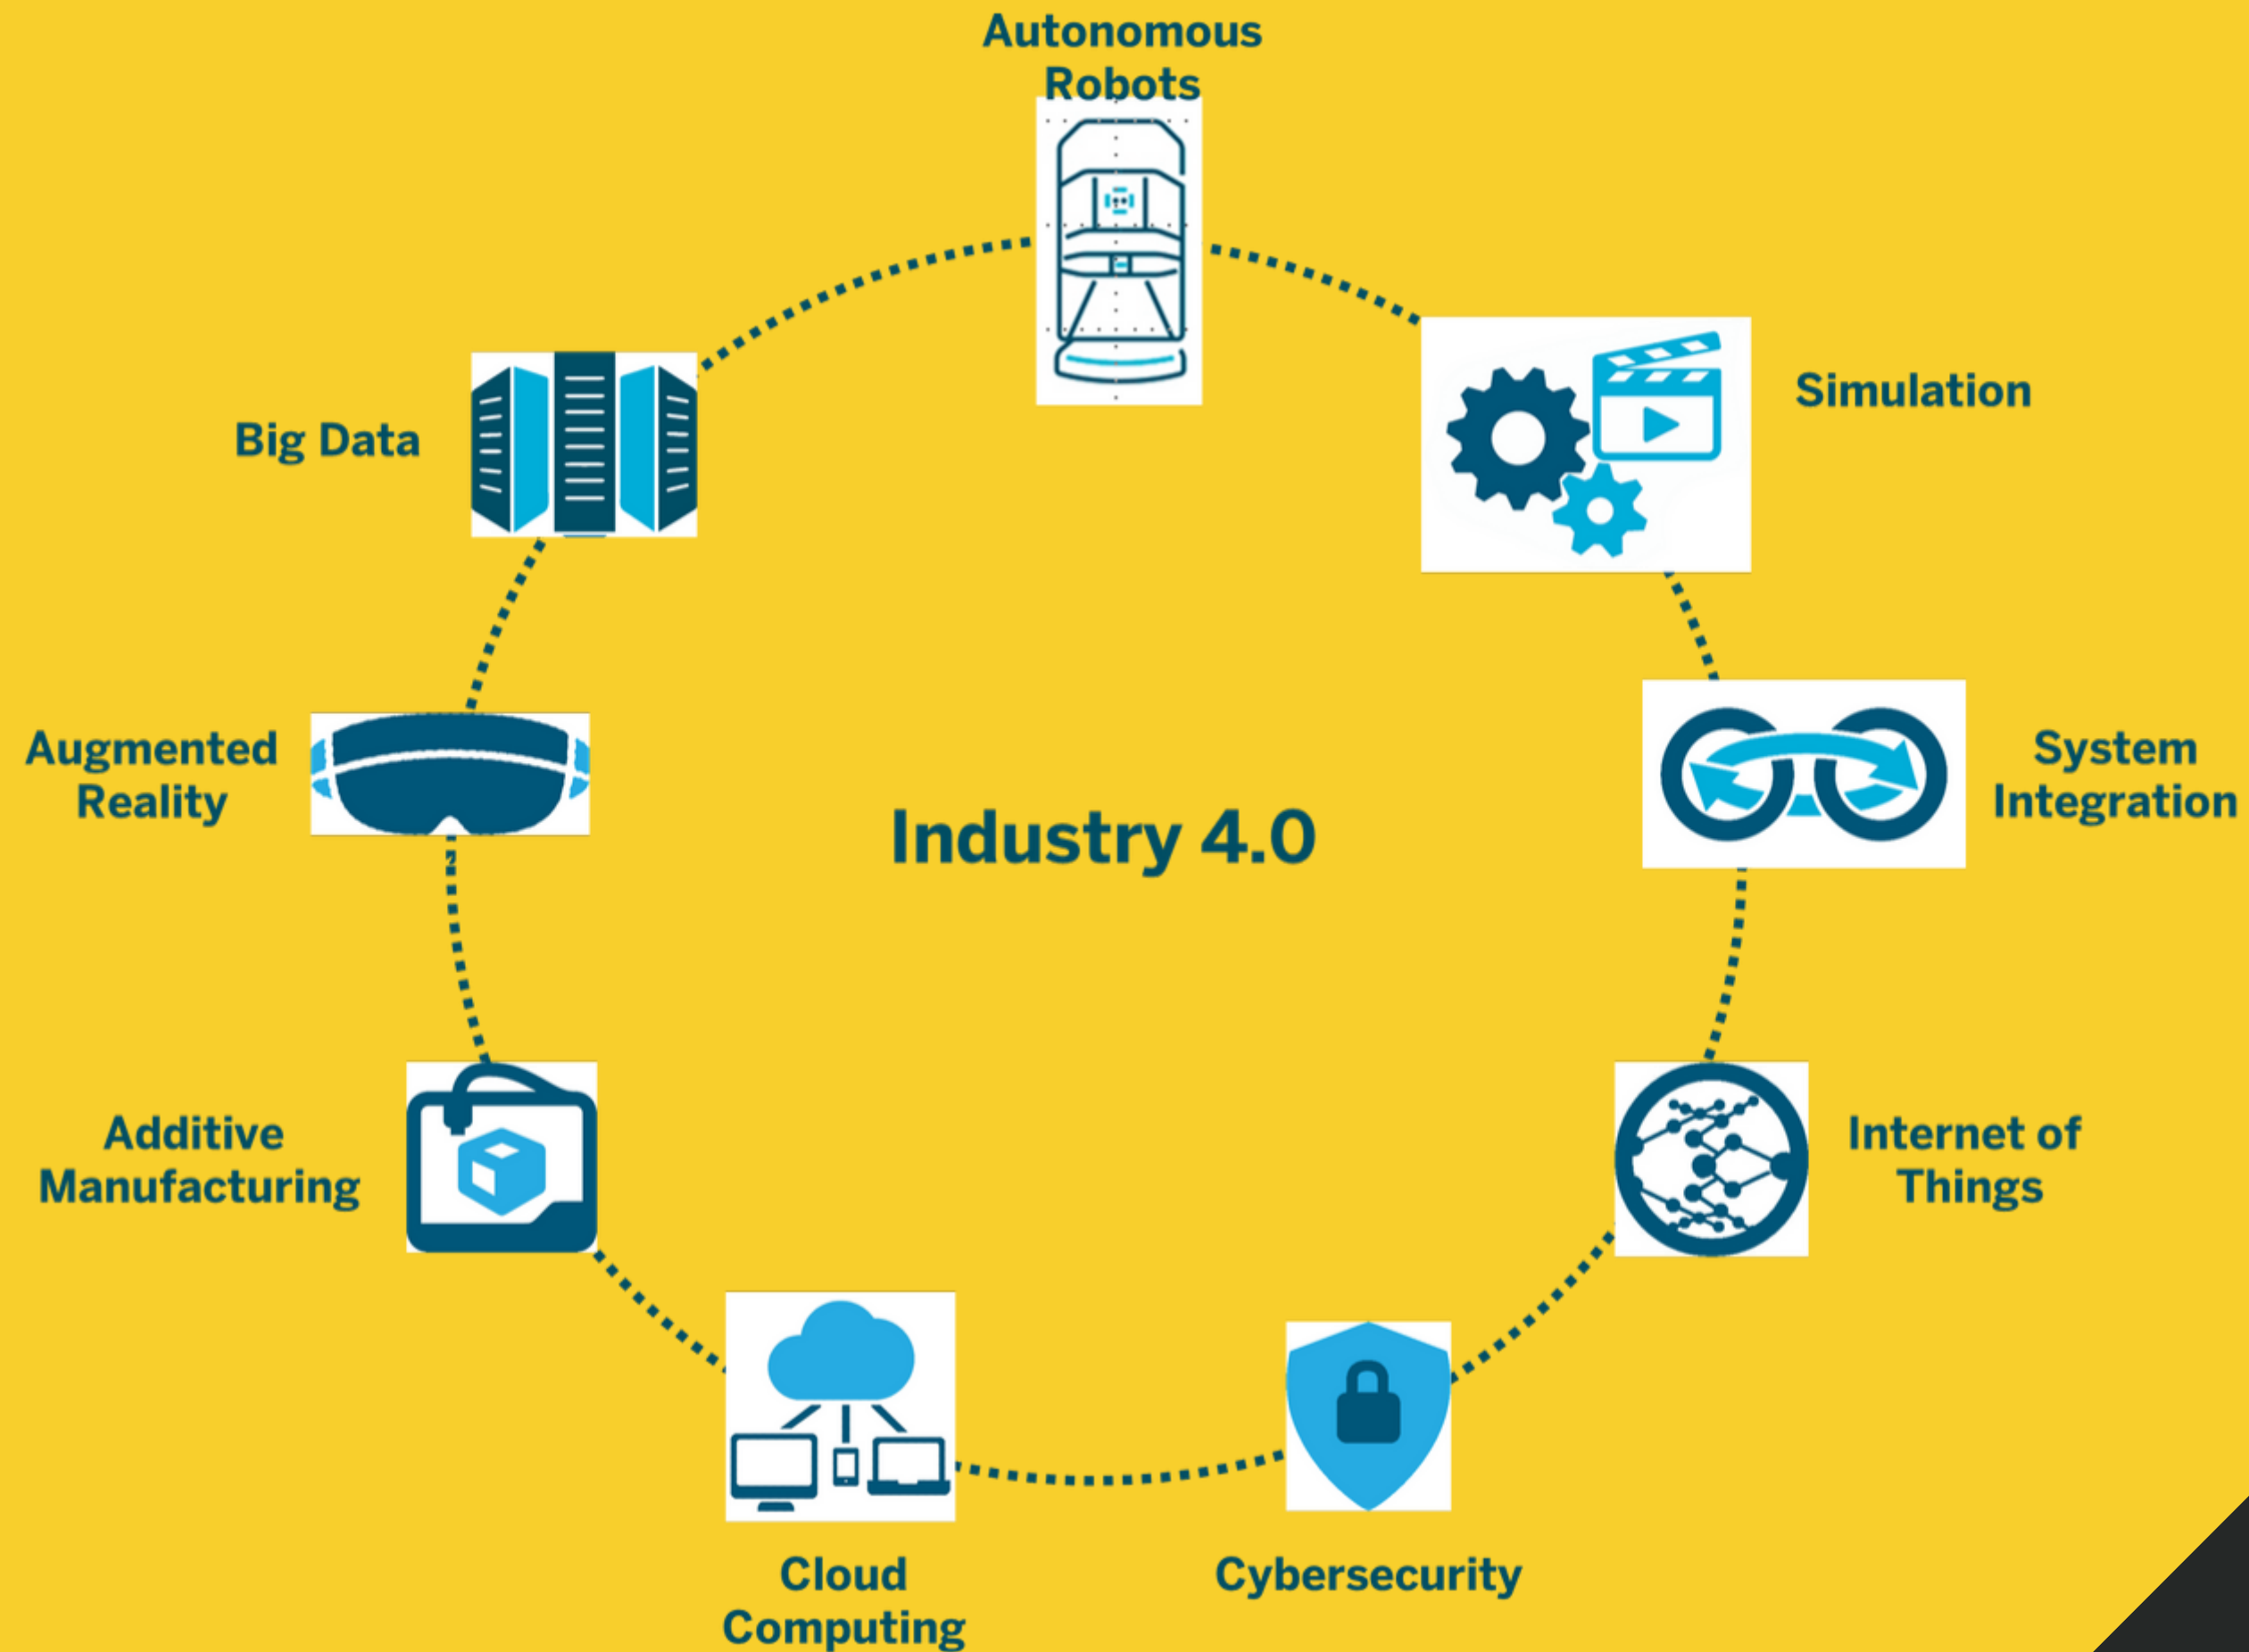 Autonomous
Robots
Simulation
Big Data
System
Integration
Augmented
Reality
Industry 4.0
Internet of
Things
Additive
Manufacturing
Cybersecurity
Cloud
Computing